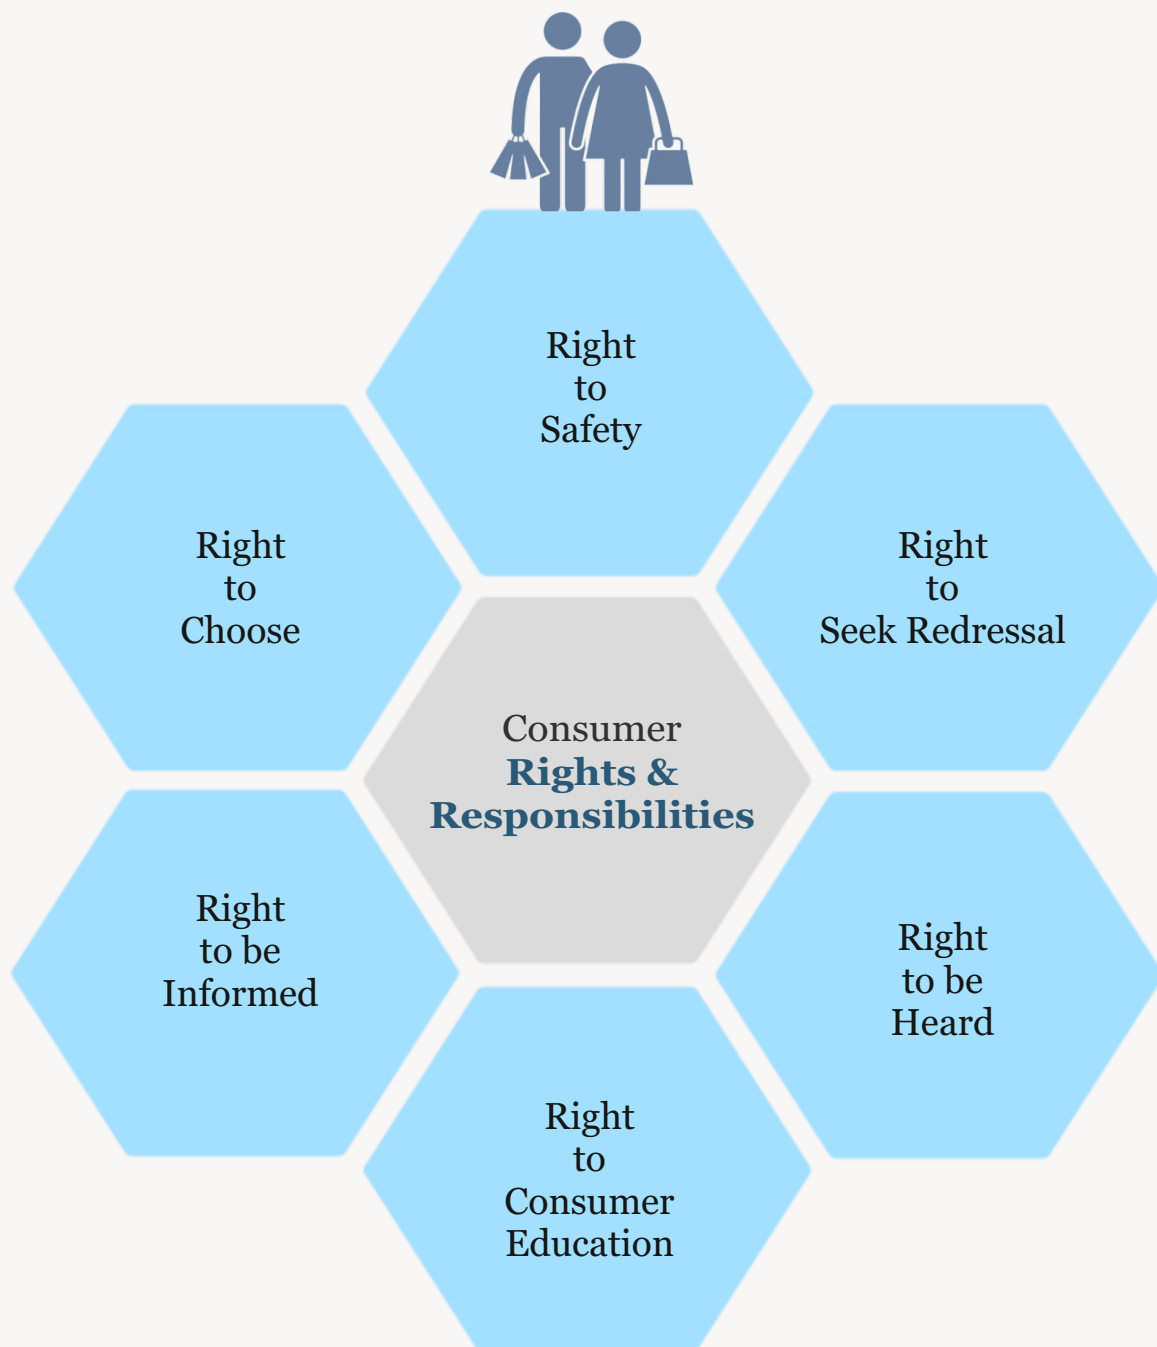 Right
to
Safety
Right
to
Choose
Right
to
Seek Redressal
Consumer
Rights &
Responsibilities
Right
to be
Informed
Right
to be
Heard
Right
to
Consumer
Education